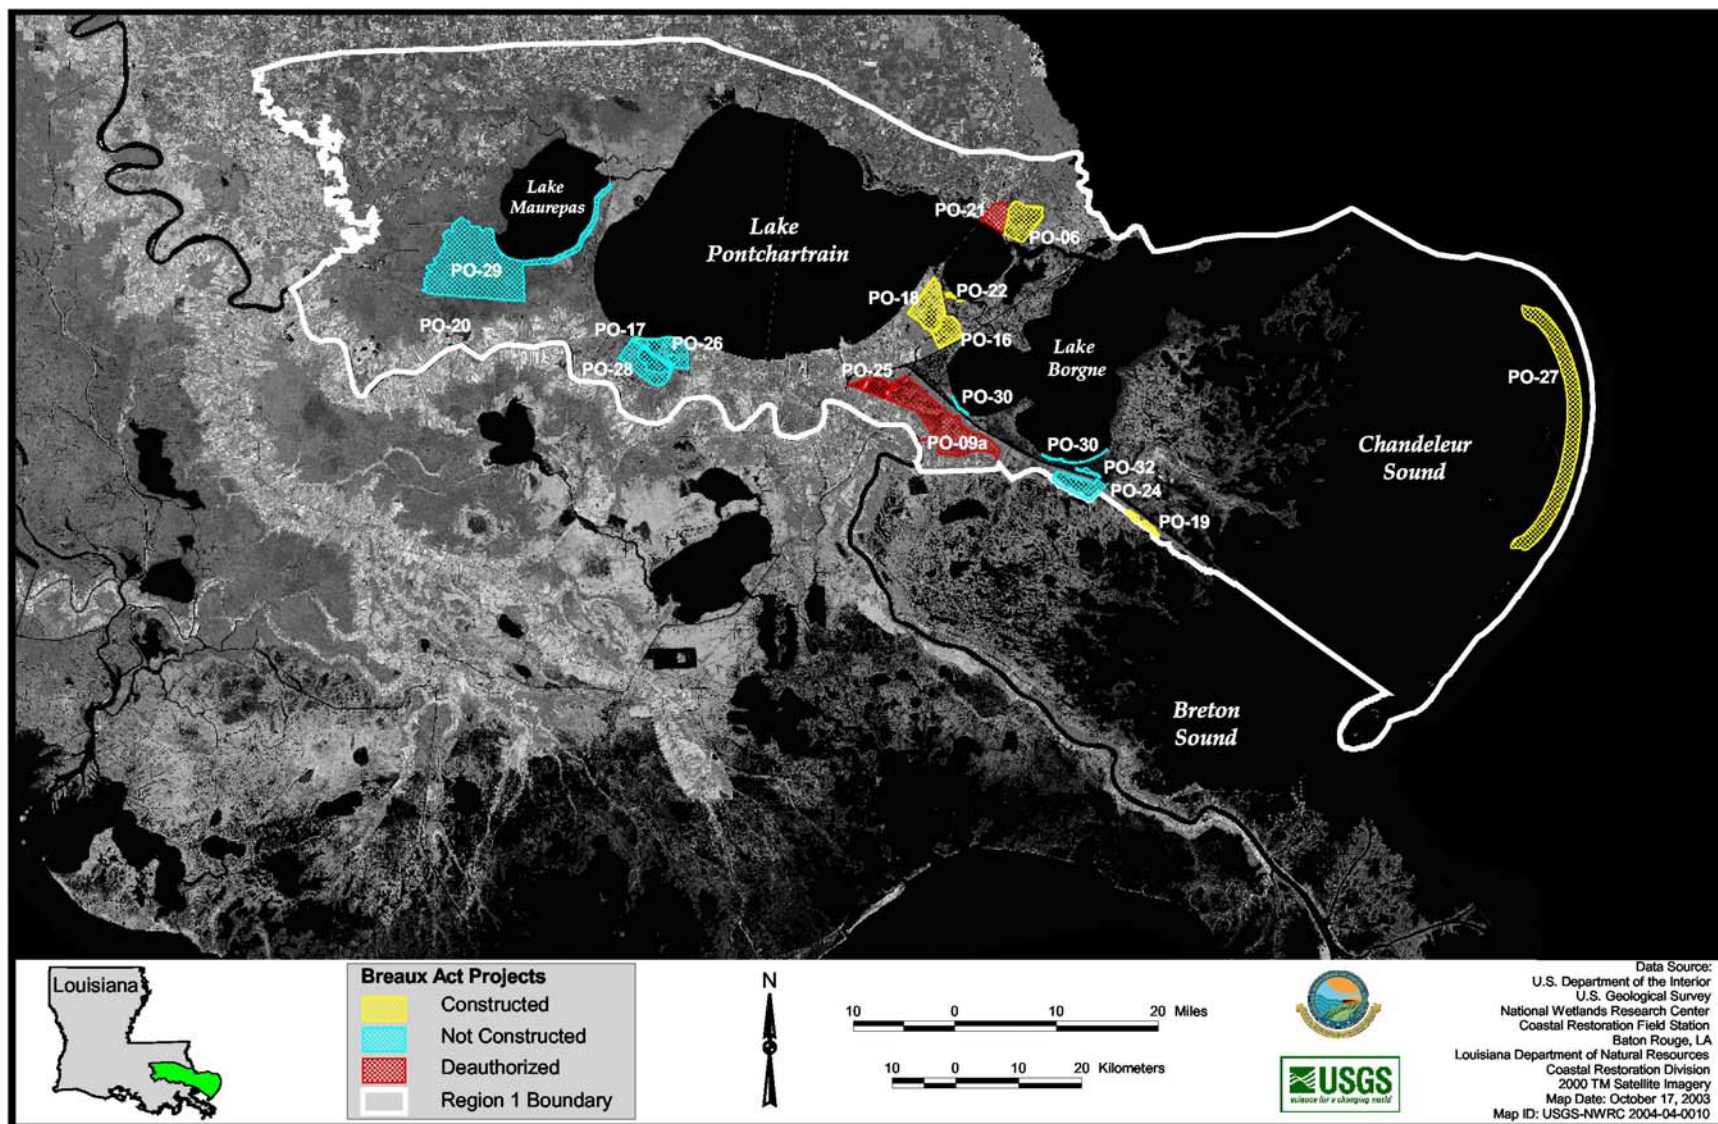 Lake
Maurepas
Lake
Pontchartrain
PO-21
PO-06
PO-29
PO-18
PO-22
PO-20
PO-17
PO-26
PO-16
PO-28
Lake
Borgne
PO-25
PO-27
PO-30
PO-09a
PO-30
Chandeleur
Sound
PO-32
PO-24
PO-19
Breton
Sound
Louisiana
Breaux Act Projects
Constructed
Not Constructed
Deauthorized
Region 1 Boundary
N
10 0 10 20 Miles
10 0 10 20 Kilometers
USGS
science for a changing world
Data Source:
U.S. Department of the Interior
U.S. Geological Survey
National Wetlands Research Center
Coastal Restoration Field Station
Baton Rouge, LA
Louisiana Department of Natural Resources
Coastal Restoration Division
2000 TM Satellite Imagery
Map Date: October 17, 2003
Map ID: USGS-NWRC 2004-04-0010